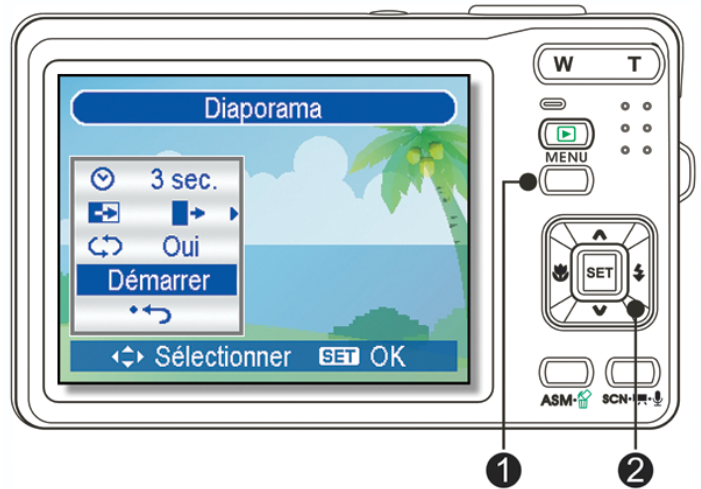 Diaporama
3 sec.
Oui
Démarrer
Sélectionner SET OK
W T
MENU
SET
ASM· SCN· ·
1 2